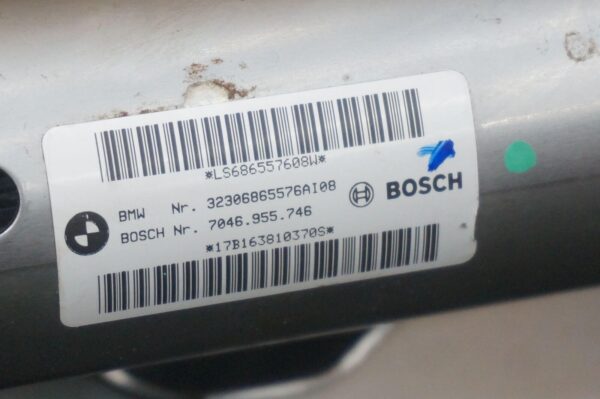 *LS686557608W*
BMW Nr. 32306865576AI08
BOSCH Nr. 7046.955.746
BOSCH
*17B163810370S*